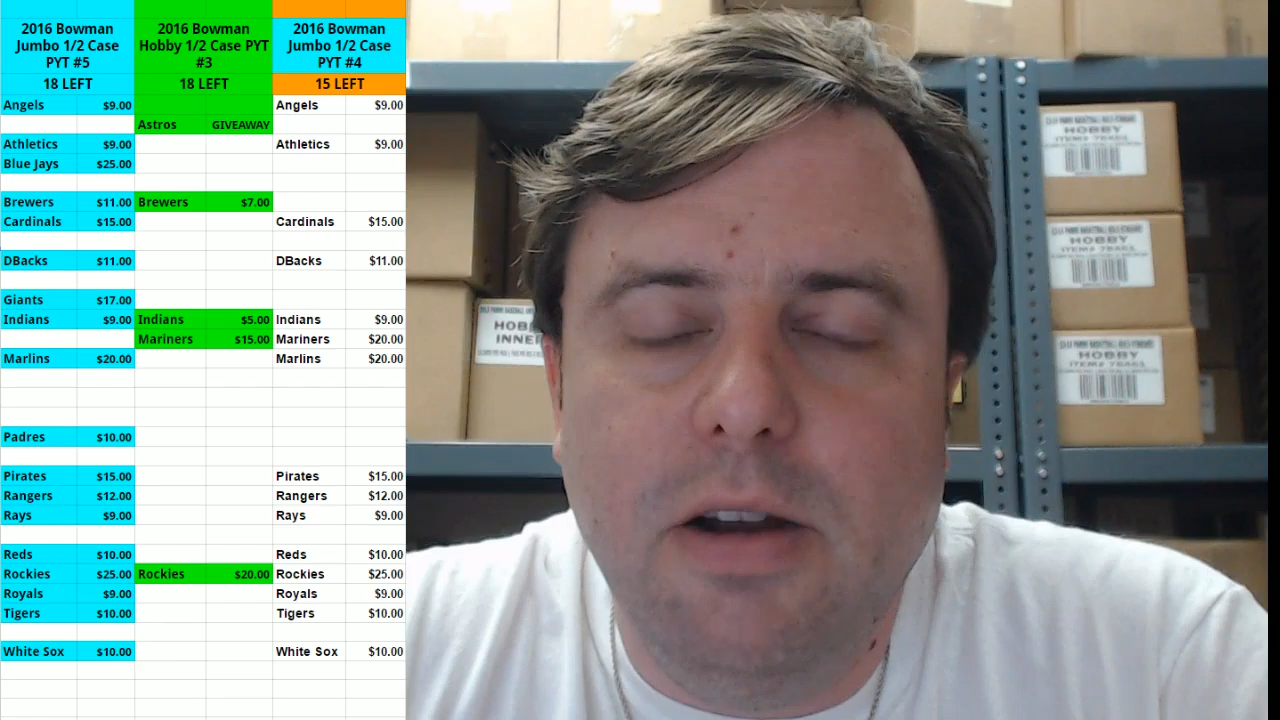 2016 Bowman
Jumbo 1/2 Case
PYT #5
18 LEFT
Angels $9.00
Athletics $9.00
Blue Jays $25.00
Brewers $11.00
Cardinals $15.00
DBacks $11.00
Giants $17.00
Indians $9.00
Marlins $20.00
Padres $10.00
Pirates $15.00
Rangers $12.00
Rays $9.00
Reds $10.00
Rockies $25.00
Royals $9.00
Tigers $10.00
White Sox $10.00
2016 Bowman
Hobby 1/2 Case PYT
#3
18 LEFT
Astros GIVEAWAY
Brewers $7.00
Indians $5.00
Mariners $15.00
Rockies $20.00
2016 Bowman
Jumbo 1/2 Case
PYT #4
15 LEFT
Angels $9.00
Athletics $9.00
Cardinals $15.00
DBacks $11.00
Indians $9.00
Mariners $20.00
Marlins $20.00
Pirates $15.00
Rangers $12.00
Rays $9.00
Reds $10.00
Rockies $25.00
Royals $9.00
Tigers $10.00
White Sox $10.00
HOBBY
HOBBY
HOBBY